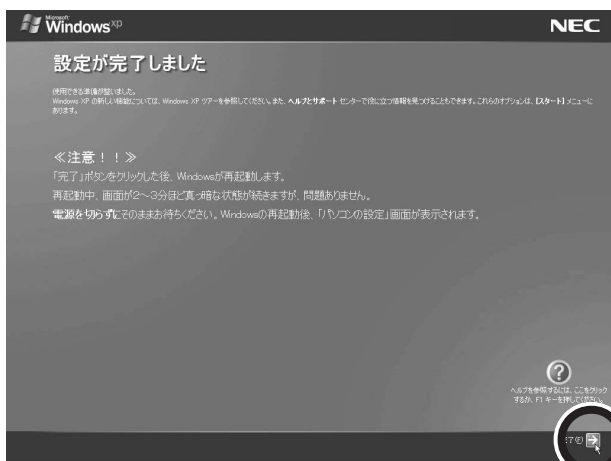 Microsoft
Windows xp
NEC
設定が完了しました
使用できる準備が整いました。
Windows XP の新しい機能については、Windows XP ツアーを参照してください。また、ヘルプとサポート センターで役に立つ情報を見つけることもできます。これらのオプションは、[スタート] メニューに
あります。
≪注意！！≫
「完了」ボタンをクリックした後、Windowsが再起動します。
再起動中、画面が2～3分ほど真っ暗な状態が続きますが、問題ありません。
電源を切らずにそのままお待ちください。Windowsの再起動後、「パソコンの設定」画面が表示されます。
?
ヘルプを参照するには、ここをクリック
するか、F1 キーを押してください。
了(F)